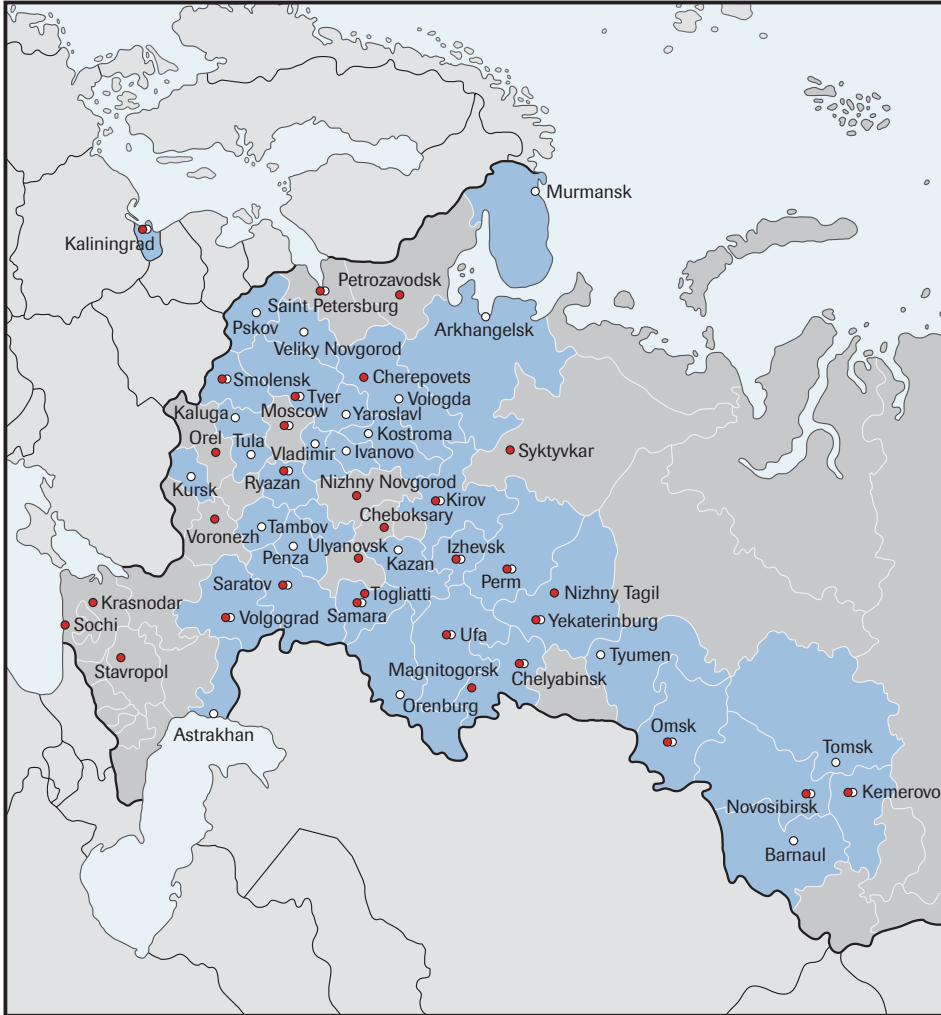 Murmansk
Kaliningrad
Petrozavodsk
Saint Petersburg
Pskov
Arkhangelsk
Veliky Novgorod
Smolensk
Cherepovets
Tver
Vologda
Kaluga
Moscow
Yaroslavl
Orel
Tula
Kostroma
Vladimir
Ivanovo
Syktyvkar
Kursk
Ryazan
Nizhny Novgorod
Kirov
Cheboksary
Voronezh
Tambov
Ulyanovsk
Izhevsk
Penza
Kazan
Perm
Saratov
Togliatti
Nizhny Tagil
Krasnodar
Samara
Sochi
Volgograd
Yekaterinburg
Ufa
Tyumen
Stavropol
Magnitogorsk
Chelyabinsk
Orenburg
Astrakhan
Omsk
Tomsk
Novosibirsk
Kemerovo
Barnaul